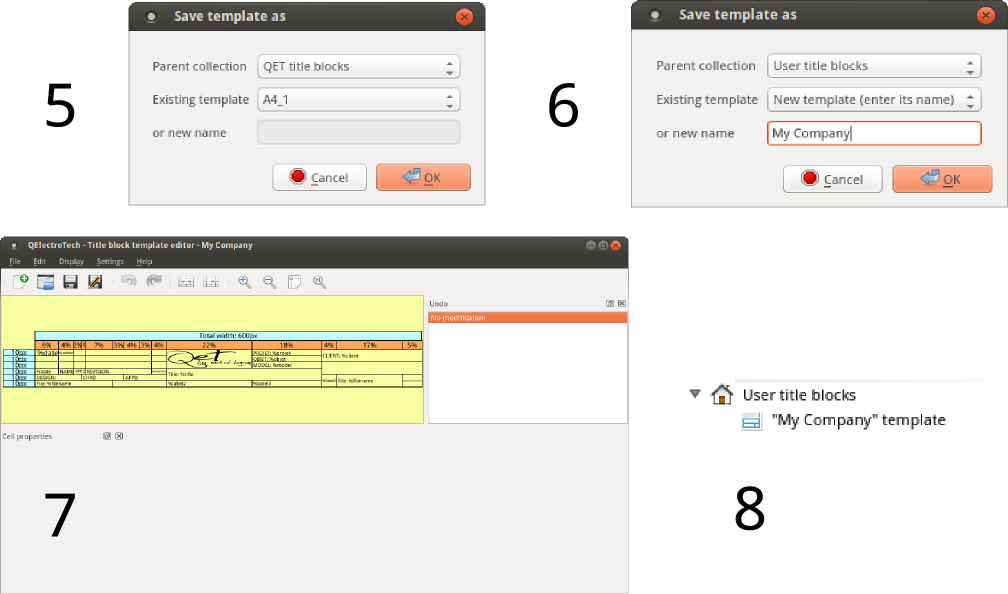 Save template as
Parent collection QET title blocks
Existing template A4_1
or new name
Cancel OK
5
Save template as
Parent collection User title blocks
Existing template New template (enter its name)
or new name My Company
Cancel OK
6
QElectroTech - Title block template editor - My Company
File Edit Display Settings Help
Undo
No modification
Total width: 600px
6% 4% 2% 7% 3% 4% 3% 4% 22% 18% 4% 17% 5%
10px %date PROJET: %projet CLIENT: %client
10px QET OBJET: %objet
10px MODEL: %model
10px %date NAME REVISION Title: %title
10px CHKD APPD %label File: %filename
10px File: %filename %label2 %label3
Cell properties
7
User title blocks
"My Company" template
8